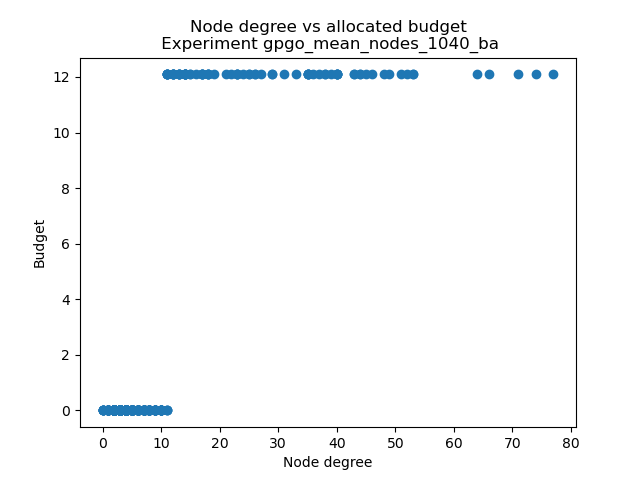 Node degree vs allocated budget
Experiment gpgo_mean_nodes_1040_ba
12
10
8
6
4
2
0
Budget
0 10 20 30 40 50 60 70 80
Node degree